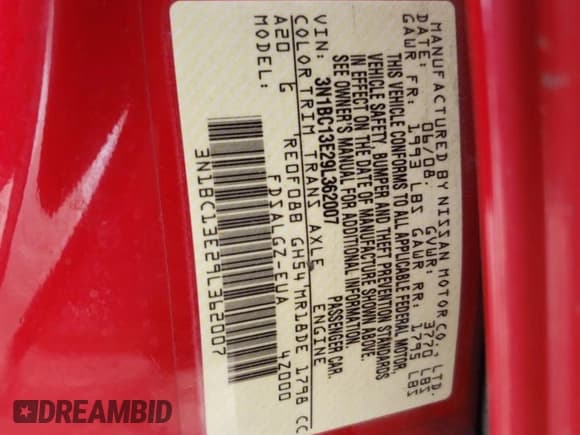 MANUFACTURED BY NISSAN MOTOR CO., LTD.
06/08 GVWR: 3770 LBS
GAWR FR: 1993 LBS GAWR RR: 1795 LBS
THIS VEHICLE CONFORMS TO ALL APPLICABLE FEDERAL MOTOR
VEHICLE SAFETY, BUMPER AND THEFT PREVENTION STANDARDS
IN EFFECT ON THE DATE OF MANUFACTURE SHOWN ABOVE.
SEE OWNER'S MANUAL FOR ADDITIONAL INFORMATION.
VIN: 3N1BC13E29L362007 PASSENGER CAR.
COLOR TRIM TRANS AXLE ENGINE
A20 G RE0F08B GH54 MR18DE 1798 CC
MODEL: FDSALGZ-EUA 4Z000
3N1BC13E29L362007
DREAMBID